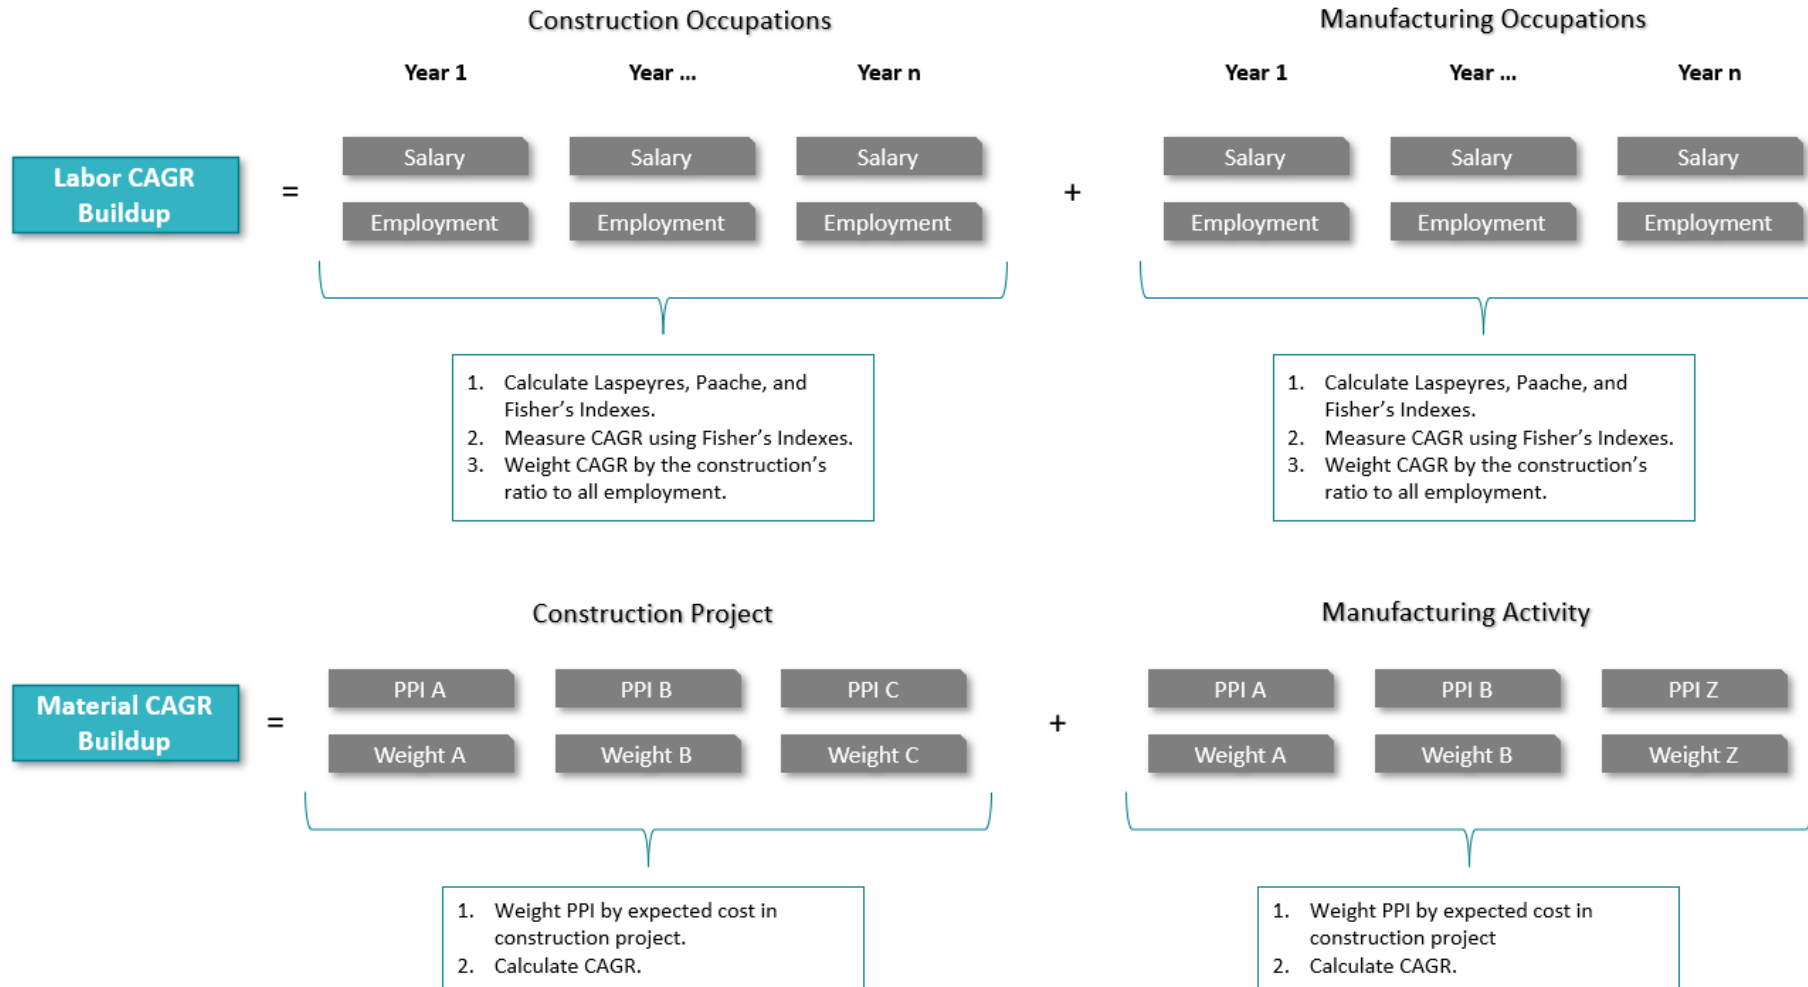 Construction Occupations
Manufacturing Occupations
Year 1
Year ...
Year n
Year 1
Year ...
Year n
Labor CAGR
Buildup
=
Salary
Salary
Salary
Employment
Employment
Employment
+
Salary
Salary
Salary
Employment
Employment
Employment
1. Calculate Laspeyres, Paache, and
Fisher’s Indexes.
2. Measure CAGR using Fisher’s Indexes.
3. Weight CAGR by the construction’s
ratio to all employment.
1. Calculate Laspeyres, Paache, and
Fisher’s Indexes.
2. Measure CAGR using Fisher’s Indexes.
3. Weight CAGR by the construction’s
ratio to all employment.
Construction Project
Manufacturing Activity
Material CAGR
Buildup
=
PPI A
PPI B
PPI C
Weight A
Weight B
Weight C
+
PPI A
PPI B
PPI Z
Weight A
Weight B
Weight Z
1. Weight PPI by expected cost in
construction project.
2. Calculate CAGR.
1. Weight PPI by expected cost in
construction project
2. Calculate CAGR.